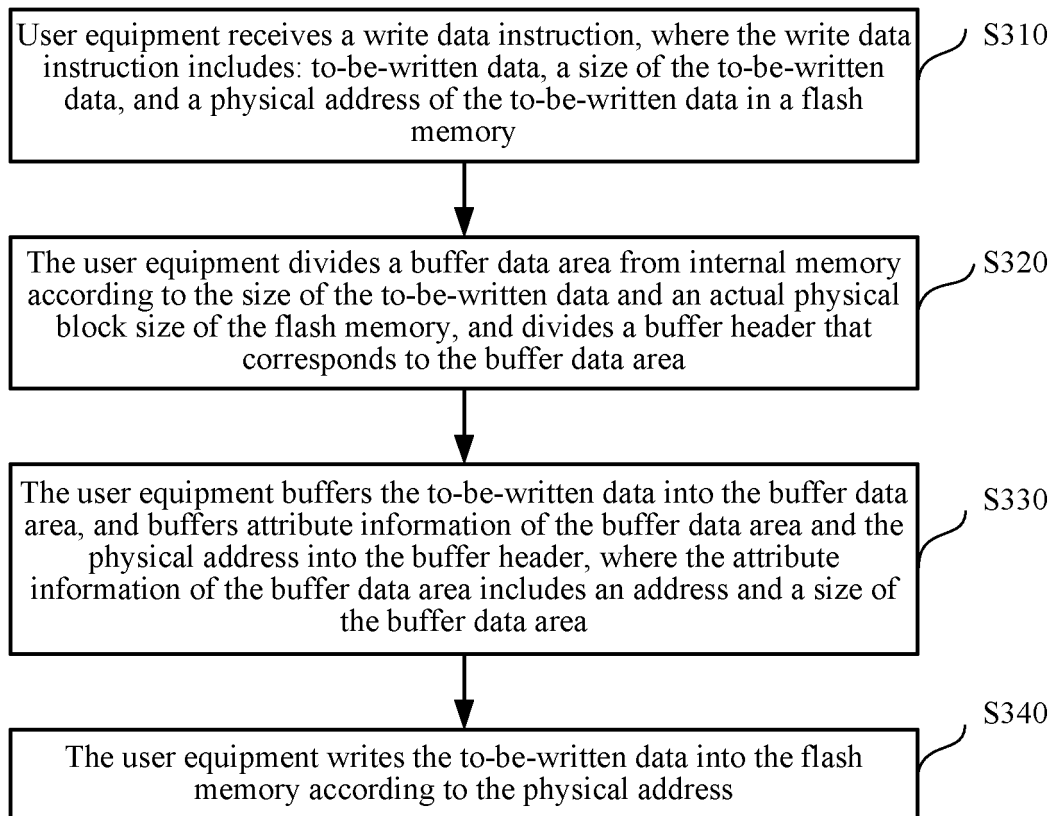 User equipment receives a write data instruction, where the write data
instruction includes: to-be-written data, a size of the to-be-written
data, and a physical address of the to-be-written data in a flash
memory
S310
The user equipment divides a buffer data area from internal memory
according to the size of the to-be-written data and an actual physical
block size of the flash memory, and divides a buffer header that
corresponds to the buffer data area
S320
The user equipment buffers the to-be-written data into the buffer data
area, and buffers attribute information of the buffer data area and the
physical address into the buffer header, where the attribute
information of the buffer data area includes an address and a size of
the buffer data area
S330
The user equipment writes the to-be-written data into the flash
memory according to the physical address
S340